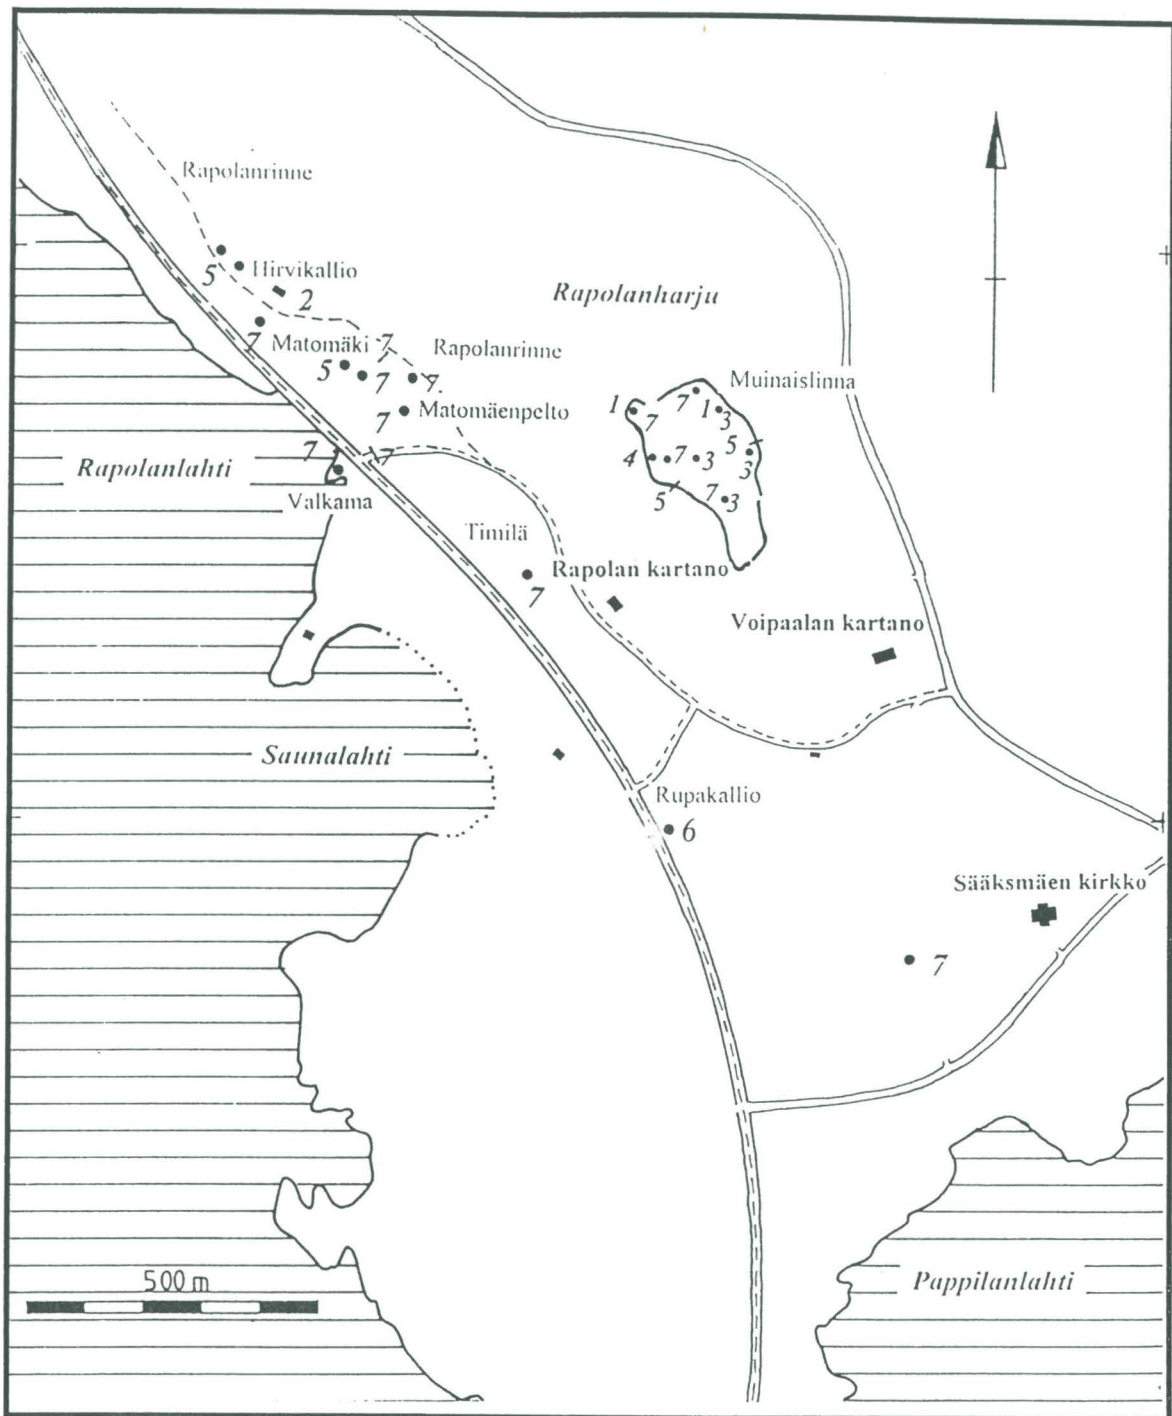 Rapolanrinne
5
Hirvikallio
2
Rapolanharju
7
Matomäki
7
Rapolanrinne
5
7
7
Muinaislinna
7
Matomäenpelto
1
7
7
1
3
5
4
7
3
3
7
7
5
7
3
Rapolanlahti
Valkama
Timilä
7
Rapolan kartano
Voipaalan kartano
Saunalahti
Rupakallio
6
Sääksmäen kirkko
7
500 m
Pappilanlahti